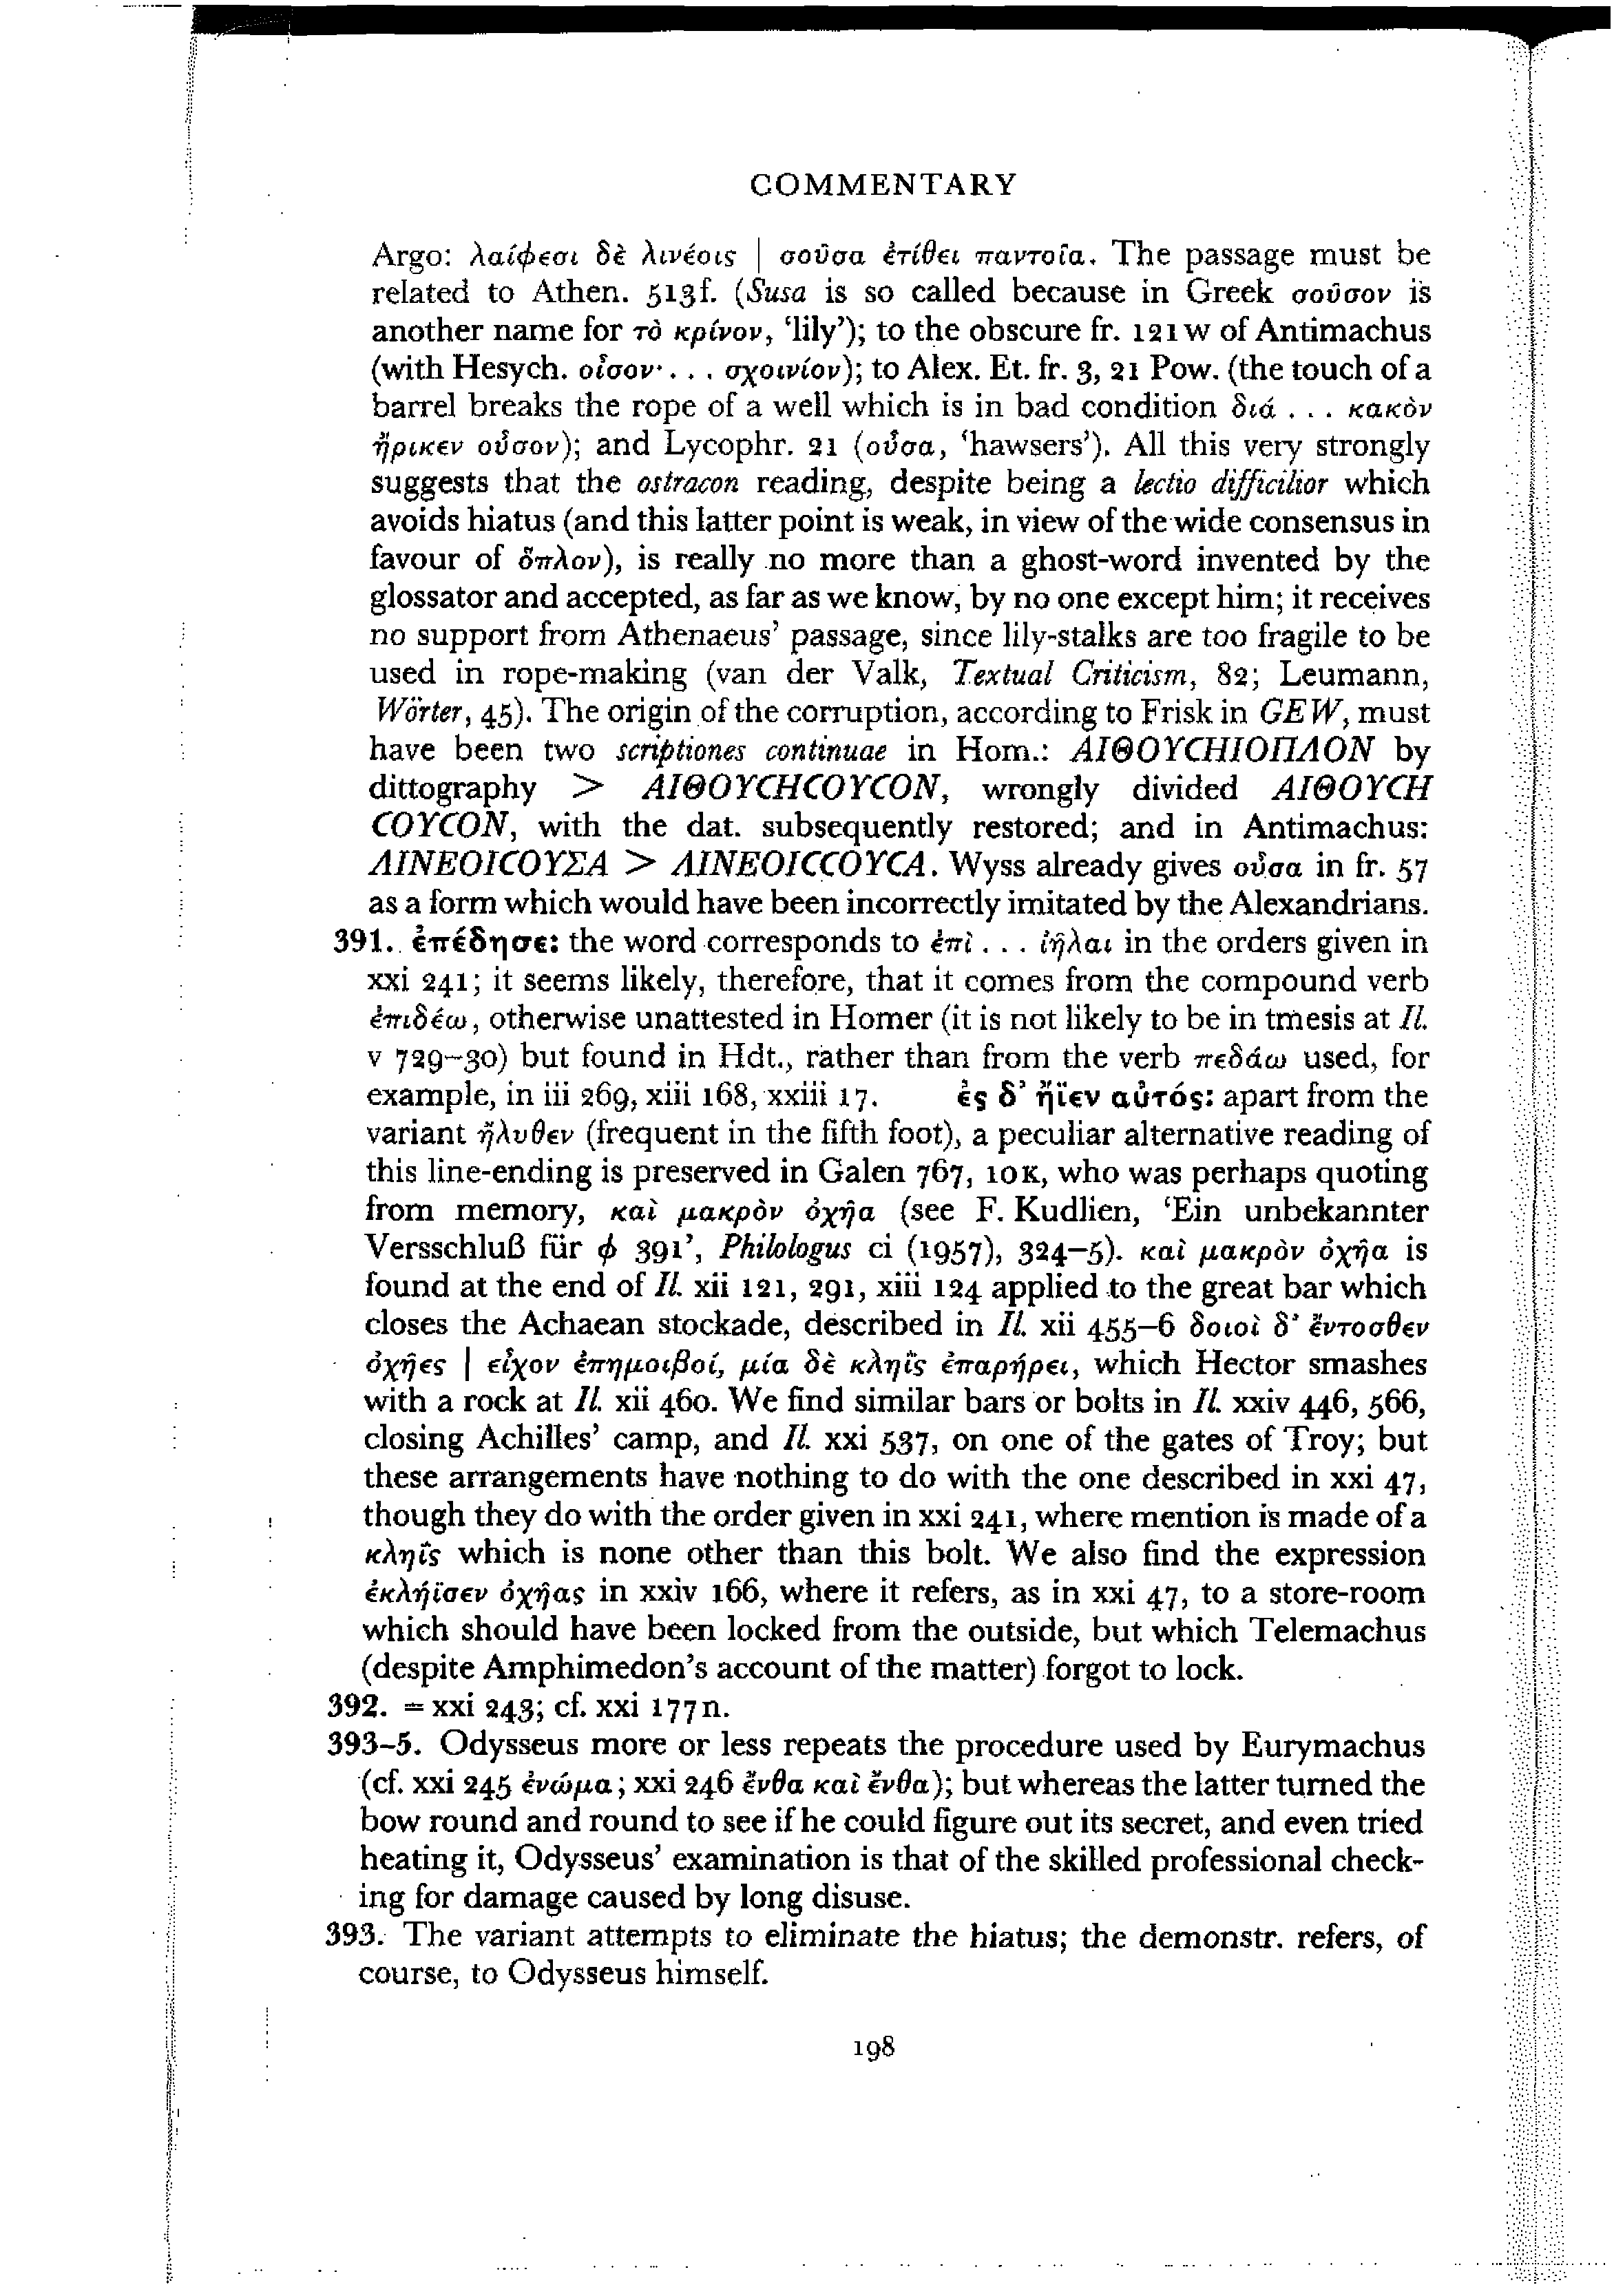 COMMENTARY
Argo: λαίφεσι δὲ λινέοις | σοῦσα ἐτίθει παντοῖα. The passage must be
related to Athen. 513f. (Susa is so called because in Greek σοῦσον is
another name for τὸ κρίνον, ‘lily’); to the obscure fr. 121W of Antimachus
(with Hesych. οἶσον· . . . σχοινίον); to Alex. Et. fr. 3, 21 Pow. (the touch of a
barrel breaks the rope of a well which is in bad condition διά . . . κακὸν
ἤρικεν οὖσον); and Lycophr. 21 (οὖσα, ‘hawsers’). All this very strongly
suggests that the ostracon reading, despite being a lectio difficilior which
avoids hiatus (and this latter point is weak, in view of the wide consensus in
favour of ὅπλον), is really no more than a ghost-word invented by the
glossator and accepted, as far as we know, by no one except him; it receives
no support from Athenaeus’ passage, since lily-stalks are too fragile to be
used in rope-making (van der Valk, Textual Criticism, 82; Leumann,
Wörter, 45). The origin of the corruption, according to Frisk in GEW, must
have been two scriptiones continuae in Hom.: ΑΙΘΟΥϹΗΙΟΠΛΟΝ by
dittography > ΑΙΘΟΥϹΗϹΟΥϹΟΝ, wrongly divided ΑΙΘΟΥϹΗ
ϹΟΥϹΟΝ, with the dat. subsequently restored; and in Antimachus:
ΛΙΝΕΟΙϹΟΥΣΑ > ΛΙΝΕΟΙϹϹΟΥϹΑ. Wyss already gives οὖσα in fr. 57
as a form which would have been incorrectly imitated by the Alexandrians.
391. ἐπέδησε: the word corresponds to ἐπὶ . . . ἰῆλαι in the orders given in
xxi 241; it seems likely, therefore, that it comes from the compound verb
ἐπιδέω, otherwise unattested in Homer (it is not likely to be in tmesis at Il.
v 729–30) but found in Hdt., rather than from the verb πεδάω used, for
example, in iii 269, xiii 168, xxiii 17. ἐς δ’ ἤϊεν αὐτός: apart from the
variant ἤλυθεν (frequent in the fifth foot), a peculiar alternative reading of
this line-ending is preserved in Galen 767, 10K, who was perhaps quoting
from memory, καὶ μακρὸν ὀχῆα (see F. Kudlien, ‘Ein unbekannter
Versschluß für φ 391’, Philologus ci (1957), 324–5). καὶ μακρὸν ὀχῆα is
found at the end of Il. xii 121, 291, xiii 124 applied to the great bar which
closes the Achaean stockade, described in Il. xii 455–6 δοιοὶ δ’ ἔντοσθεν
ὀχῆες | εἶχον ἐπημοιβοί, μία δὲ κληῒς ἐπαρήρει, which Hector smashes
with a rock at Il. xii 460. We find similar bars or bolts in Il. xxiv 446, 566,
closing Achilles’ camp, and Il. xxi 537, on one of the gates of Troy; but
these arrangements have nothing to do with the one described in xxi 47,
though they do with the order given in xxi 241, where mention is made of a
κληῒς which is none other than this bolt. We also find the expression
ἐκλήϊσεν ὀχῆας in xxiv 166, where it refers, as in xxi 47, to a store-room
which should have been locked from the outside, but which Telemachus
(despite Amphimedon’s account of the matter) forgot to lock.
392. = xxi 243; cf. xxi 177n.
393–5. Odysseus more or less repeats the procedure used by Eurymachus
(cf. xxi 245 ἐνώμα; xxi 246 ἔνθα καὶ ἔνθα); but whereas the latter turned the
bow round and round to see if he could figure out its secret, and even tried
heating it, Odysseus’ examination is that of the skilled professional check-
ing for damage caused by long disuse.
393. The variant attempts to eliminate the hiatus; the demonstr. refers, of
course, to Odysseus himself.
198